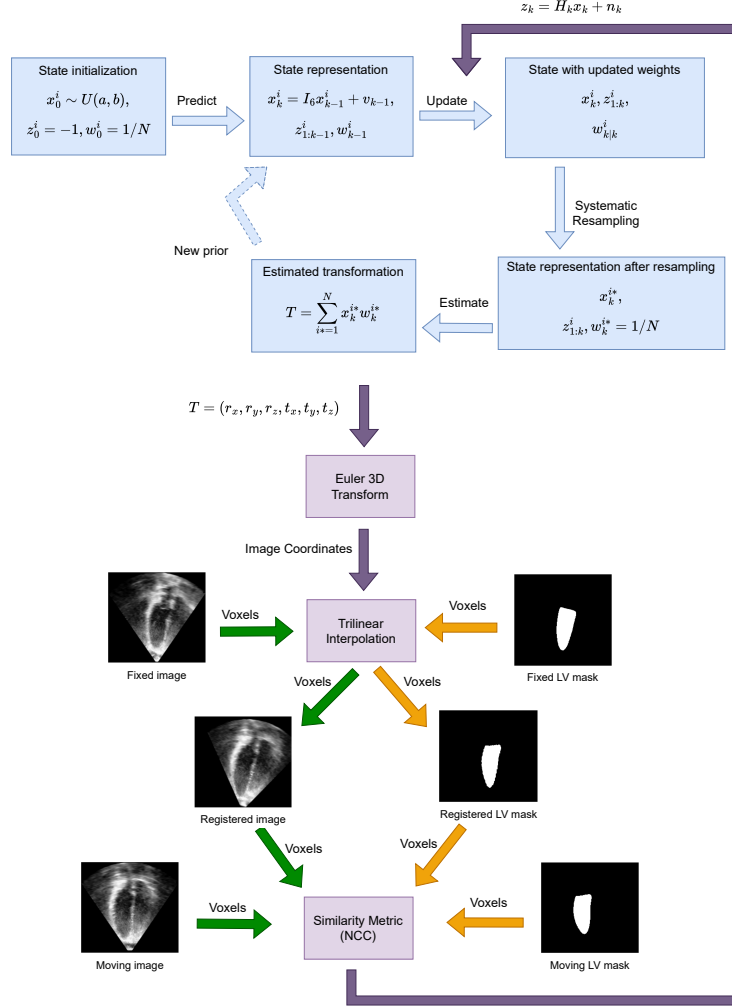 $z_k = H_k x_k + n_k$
State initialization
$x_0^i \sim U(a, b),$
$z_0^i = -1, w_0^i = 1/N$
Predict
State representation
$x_k^i = I_6 x_{k-1}^i + v_{k-1},$
$z_{1:k-1}^i, w_{k-1}^i$
Update
State with updated weights
$x_k^i, z_{1:k}^i,$
$w_{k|k}^i$
Systematic
Resampling
New prior
Estimated transformation
$T = \sum_{i*=1}^{N} x_k^{i*} w_k^{i*}$
Estimate
State representation after resampling
$x_k^{i*},$
$z_{1:k}^i, w_k^{i*} = 1/N$
$T = (r_x, r_y, r_z, t_x, t_y, t_z)$
Euler 3D
Transform
Image Coordinates
Fixed image
Voxels
Trilinear
Interpolation
Voxels
Fixed LV mask
Voxels
Voxels
Registered image
Registered LV mask
Voxels
Voxels
Moving image
Voxels
Similarity Metric
(NCC)
Voxels
Moving LV mask